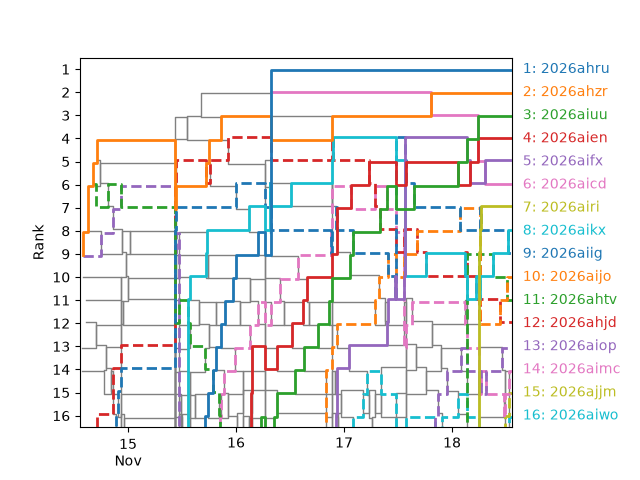 1
2
3
4
5
6
7
8
9
10
11
12
13
14
15
16
Rank
15
16
17
18
Nov
1: 2026ahru
2: 2026ahzr
3: 2026aiuu
4: 2026aien
5: 2026aifx
6: 2026aicd
7: 2026airi
8: 2026aikx
9: 2026aiig
10: 2026aijo
11: 2026ahtv
12: 2026ahjd
13: 2026aiop
14: 2026aimc
15: 2026ajjm
16: 2026aiwo